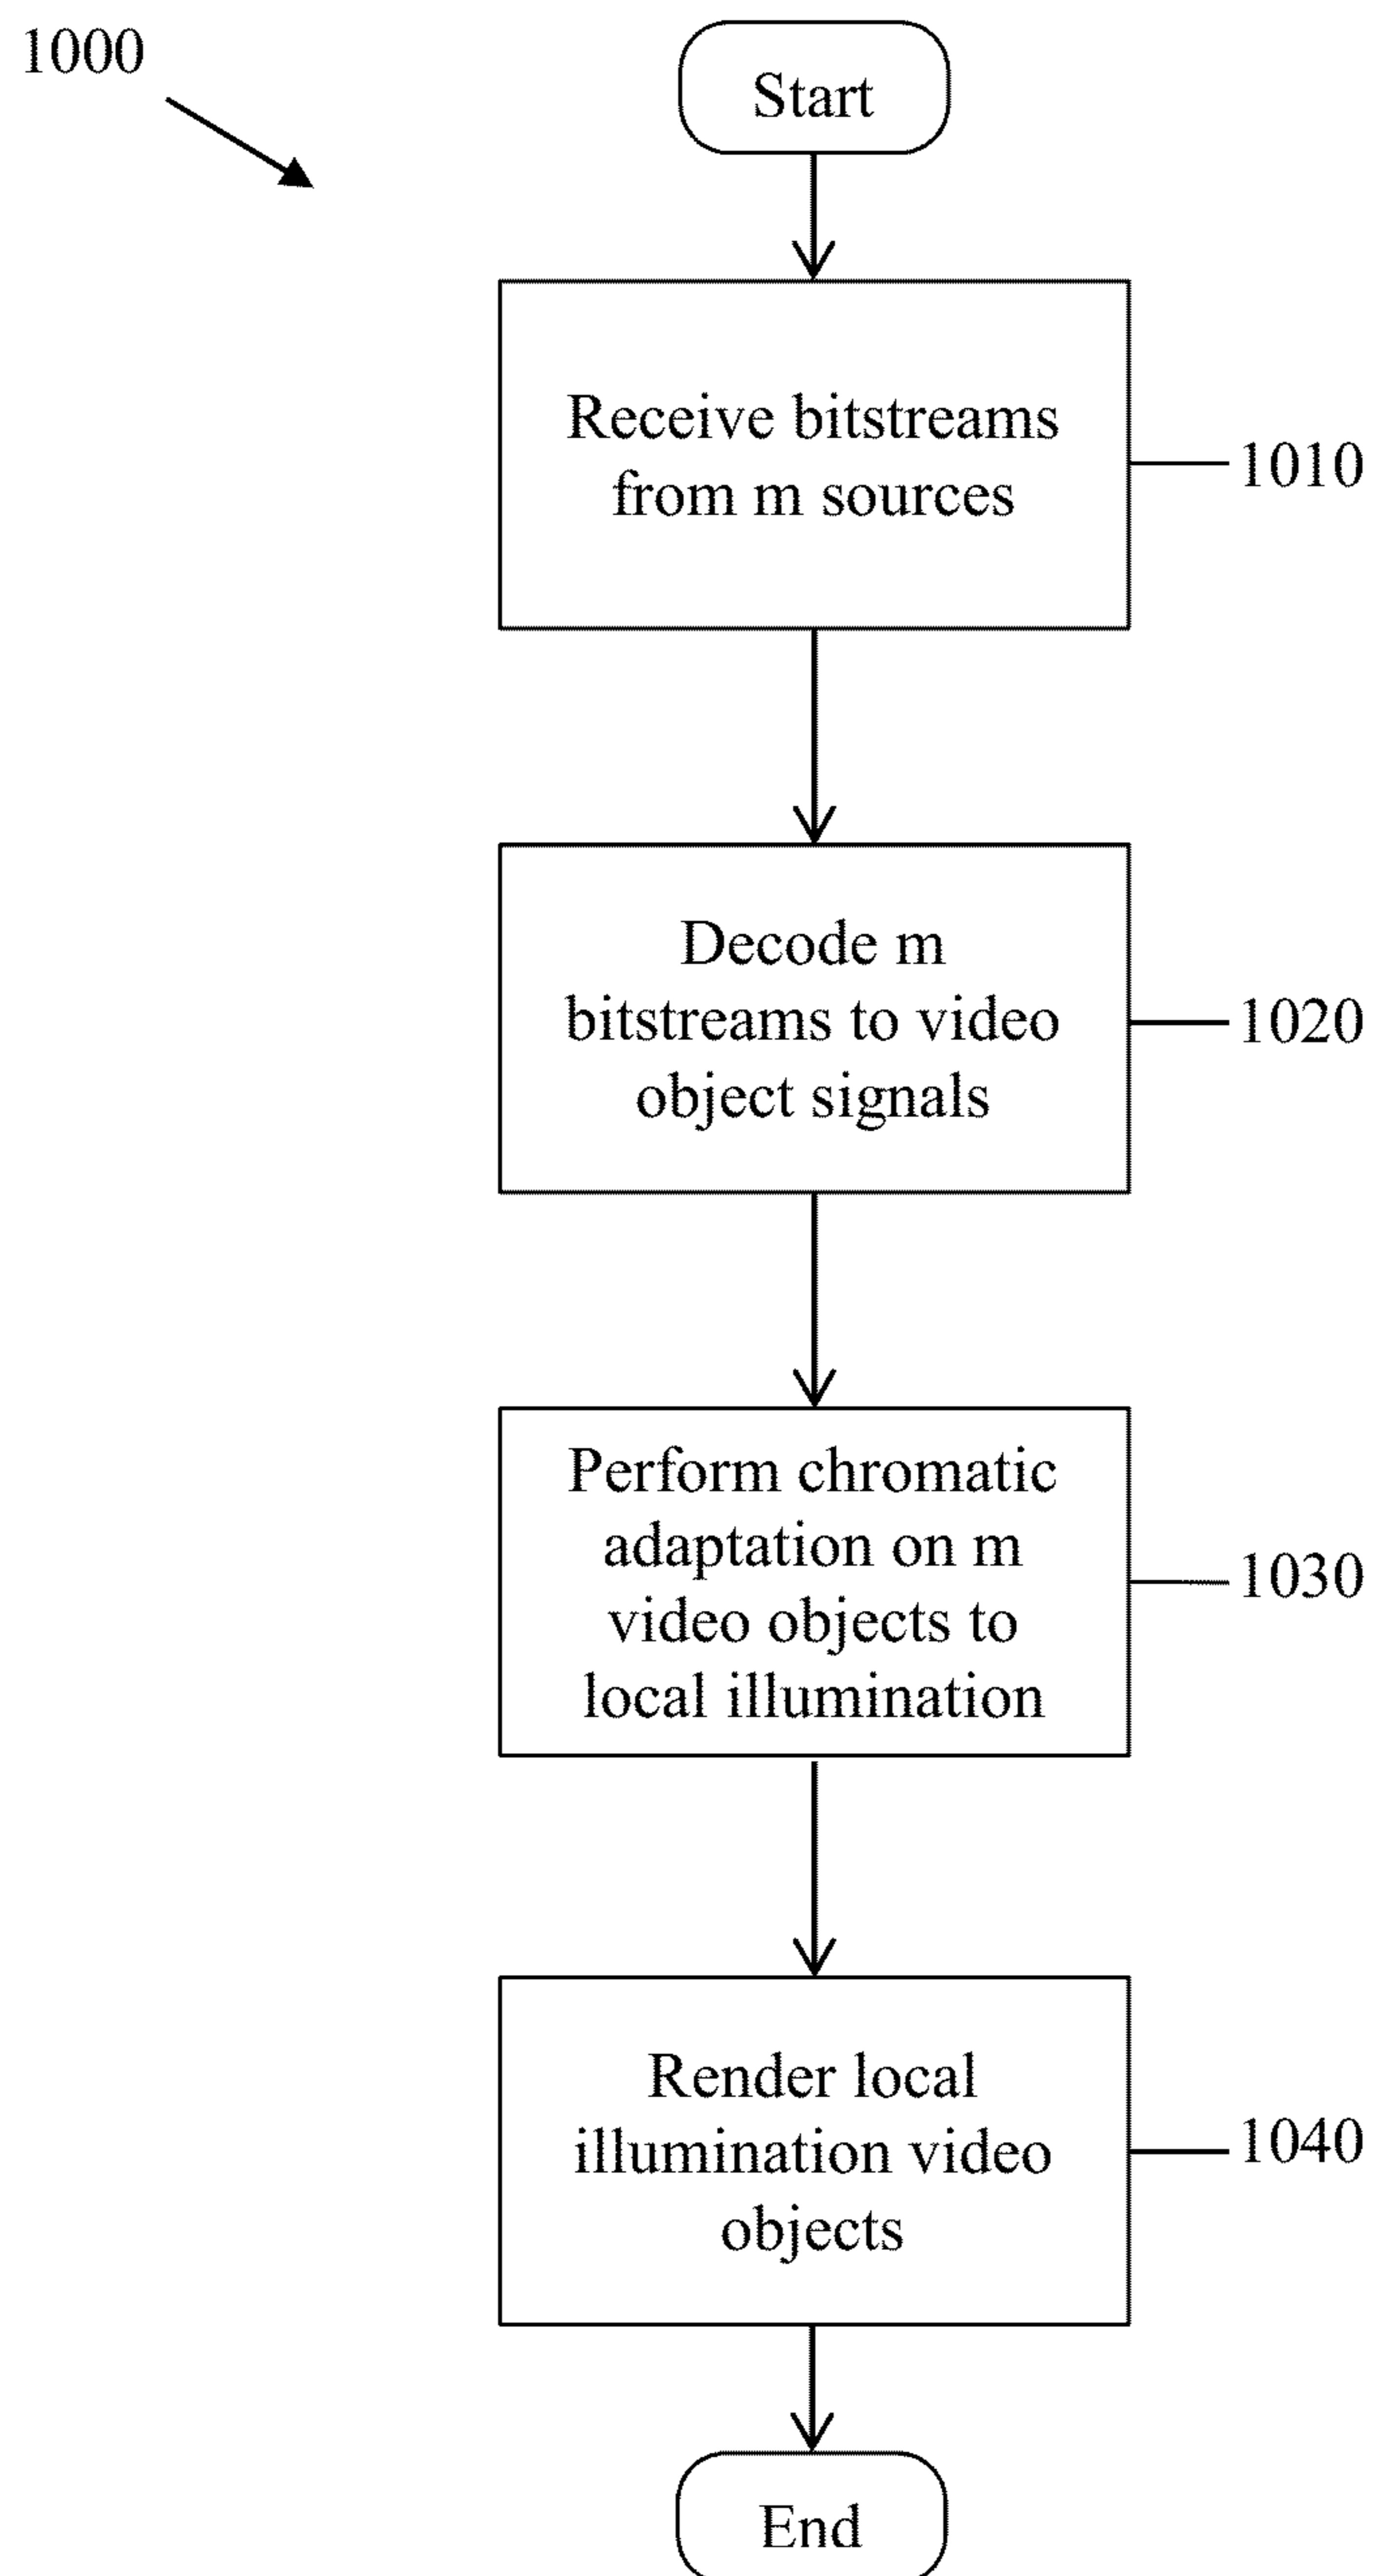 1000
Start
Receive bitstreams
from m sources
1010
Decode m
bitstreams to video
object signals
1020
Perform chromatic
adaptation on m
video objects to
local illumination
1030
Render local
illumination video
objects
1040
End